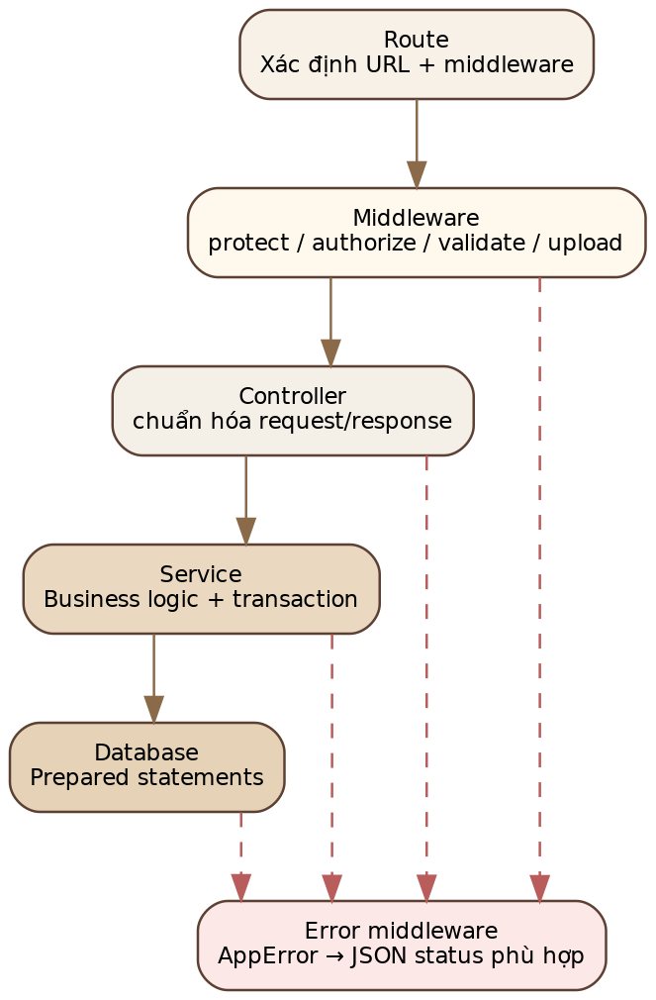 Route
Xác định URL + middleware
Middleware
protect / authorize / validate / upload
Controller
chuẩn hóa request/response
Service
Business logic + transaction
Database
Prepared statements
Error middleware
AppError → JSON status phù hợp